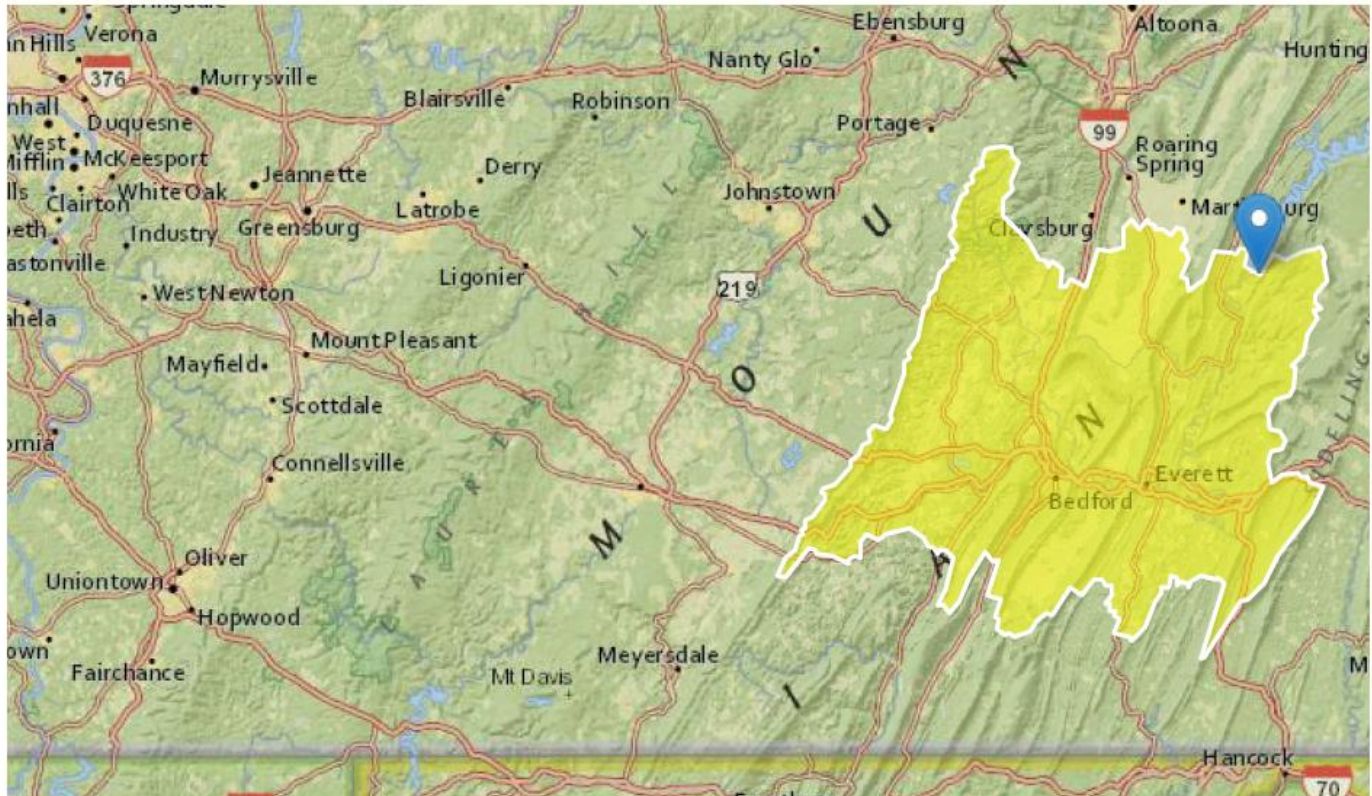 Springdale
Verona
Ebensburg
Altoona
376
Murrysville
Nanty Glo
Blairsville
Robinson
Duquesne
Portage
99
West
Mifflin
McKeesport
Jeannette
Derry
Roaring
Spring
White Oak
Clairton
Latrobe
Johnstown
Industry
Greensburg
Claysburg
Ligonier
West Newton
219
Mount Pleasant
Mayfield
Scottdale
Connellsville
Everett
Bedford
Oliver
Uniontown
Hopwood
Fairchance
Meyersdale
Mt Davis
Hancock
70